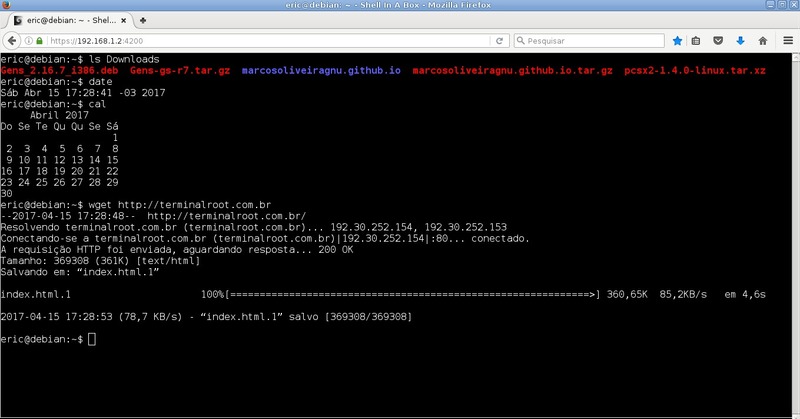 eric@debian: ~ - Shell In A Box - Mozilla Firefox
eric@debian: ~ - Shel...
https://192.168.1.2:4200
Pesquisar
eric@debian:~$ ls Downloads
Gens_2.16.7_i386.deb  Gens-gs-r7.tar.gz  marcosoliveiragnu.github.io  marcosoliveiragnu.github.io.tar.gz  pcsx2-1.4.0-linux.tar.xz
eric@debian:~$ date
Sáb Abr 15 17:28:41 -03 2017
eric@debian:~$ cal
     Abril 2017
Do Se Te Qu Qu Se Sá
                   1
 2  3  4  5  6  7  8
 9 10 11 12 13 14 15
16 17 18 19 20 21 22
23 24 25 26 27 28 29
30
eric@debian:~$ wget http://terminalroot.com.br
--2017-04-15 17:28:48--  http://terminalroot.com.br/
Resolvendo terminalroot.com.br (terminalroot.com.br)... 192.30.252.154, 192.30.252.153
Conectando-se a terminalroot.com.br (terminalroot.com.br)|192.30.252.154|:80... conectado.
A requisição HTTP foi enviada, aguardando resposta... 200 OK
Tamanho: 369308 (361K) [text/html]
Salvando em: “index.html.1”
index.html.1                    100%[=============================================================>] 360,65K  85,2KB/s   em 4,6s
2017-04-15 17:28:53 (78,7 KB/s) - “index.html.1” salvo [369308/369308]
eric@debian:~$